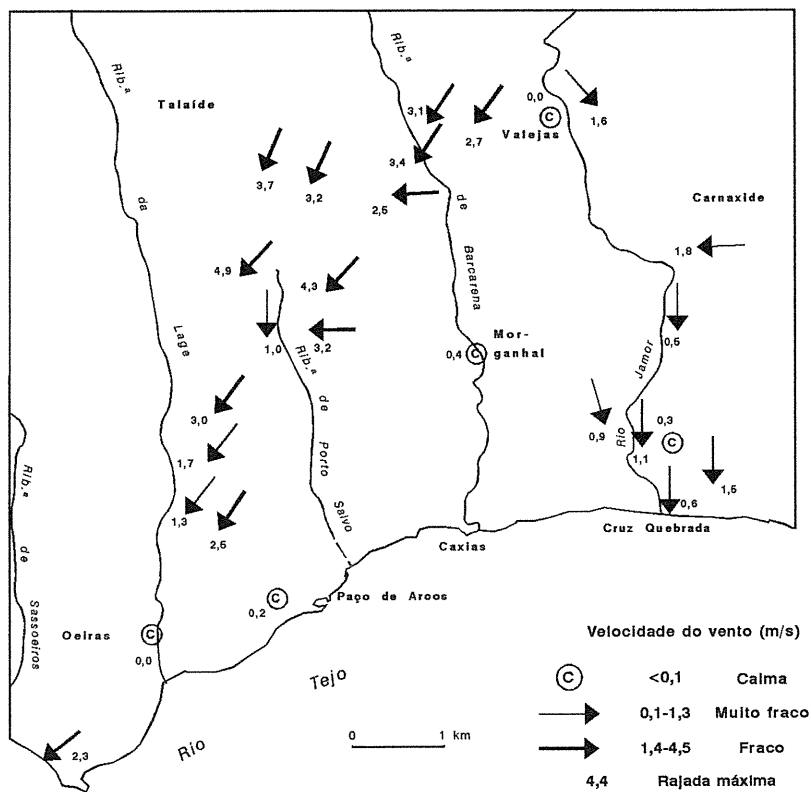 Rib.ª
da
Lage
Talaíde
Rib.ª
de
Barcarena
3,1
2,7
0,0
Valejas
1,6
3,4
3,7
3,2
2,5
Carnaxide
1,8
4,9
4,3
1,0
3,2
Rib.ª
de
Porto
Salvo
0,4
C
Mor-
ganhal
0,6
Jamor
Rio
3,0
1,7
1,3
2,6
0,9
0,3
C
1,1
1,5
0,6
Rib.ª
de
Sassoeiros
Caxias
Cruz Quebrada
C
0,2
C
Paço de Arcos
Oeiras
C
0,0
2,3
Rio
Tejo
0 1 km
Velocidade do vento (m/s)
C <0,1 Calma
0,1-1,3 Muito fraco
1,4-4,5 Fraco
4,4 Rajada máxima